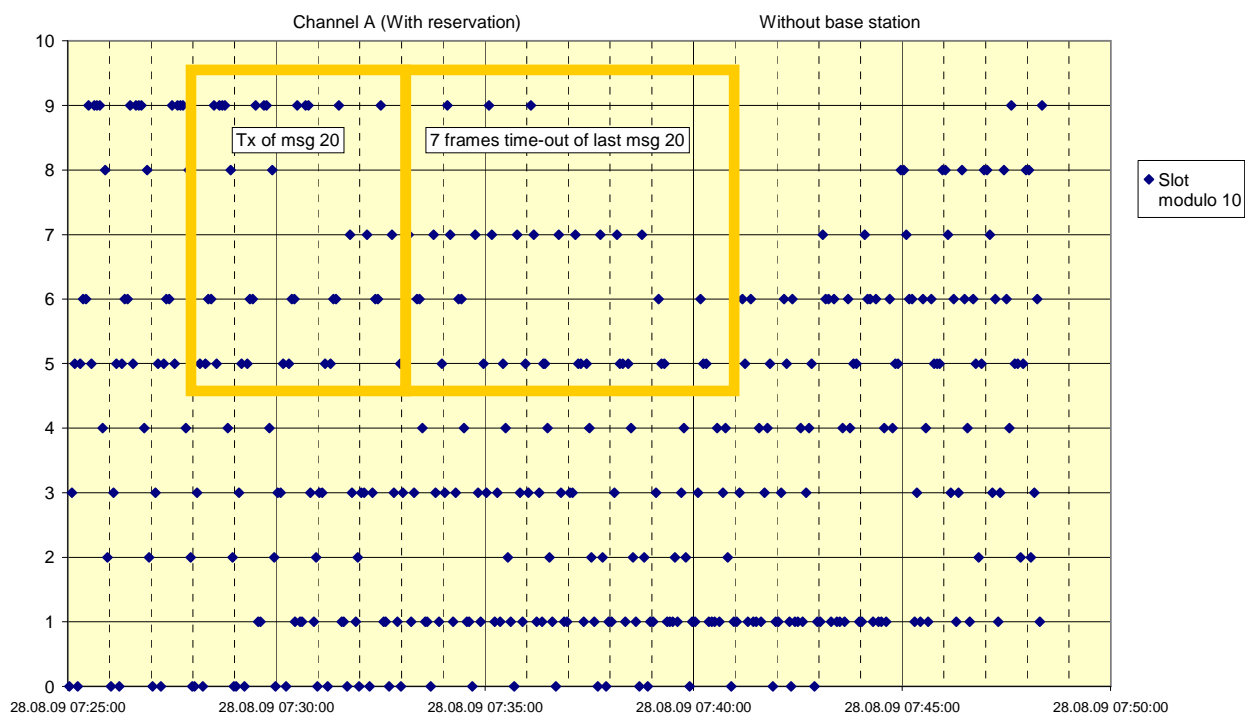 Channel A (With reservation)
Without base station
10
9
8
7
6
5
4
3
2
1
0
Tx of msg 20
7 frames time-out of last msg 20
Slot
modulo 10
28.08.09 07:25:00
28.08.09 07:30:00
28.08.09 07:35:00
28.08.09 07:40:00
28.08.09 07:45:00
28.08.09 07:50:00